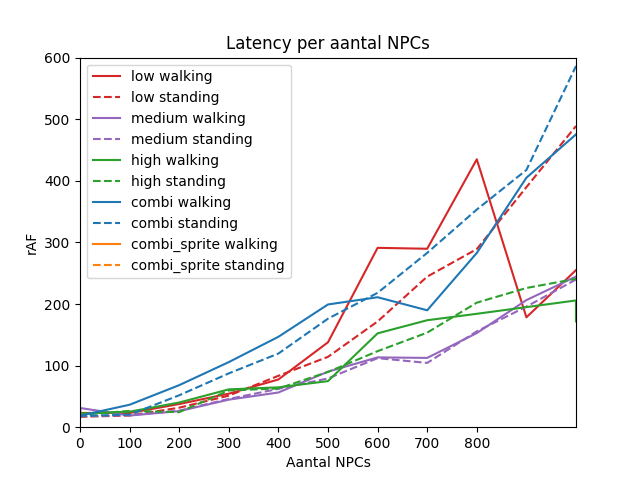 Latency per aantal NPCs
600
500
400
300
200
100
0
rAF
low walking
low standing
medium walking
medium standing
high walking
high standing
combi walking
combi standing
combi_sprite walking
combi_sprite standing
0 100 200 300 400 500 600 700 800
Aantal NPCs